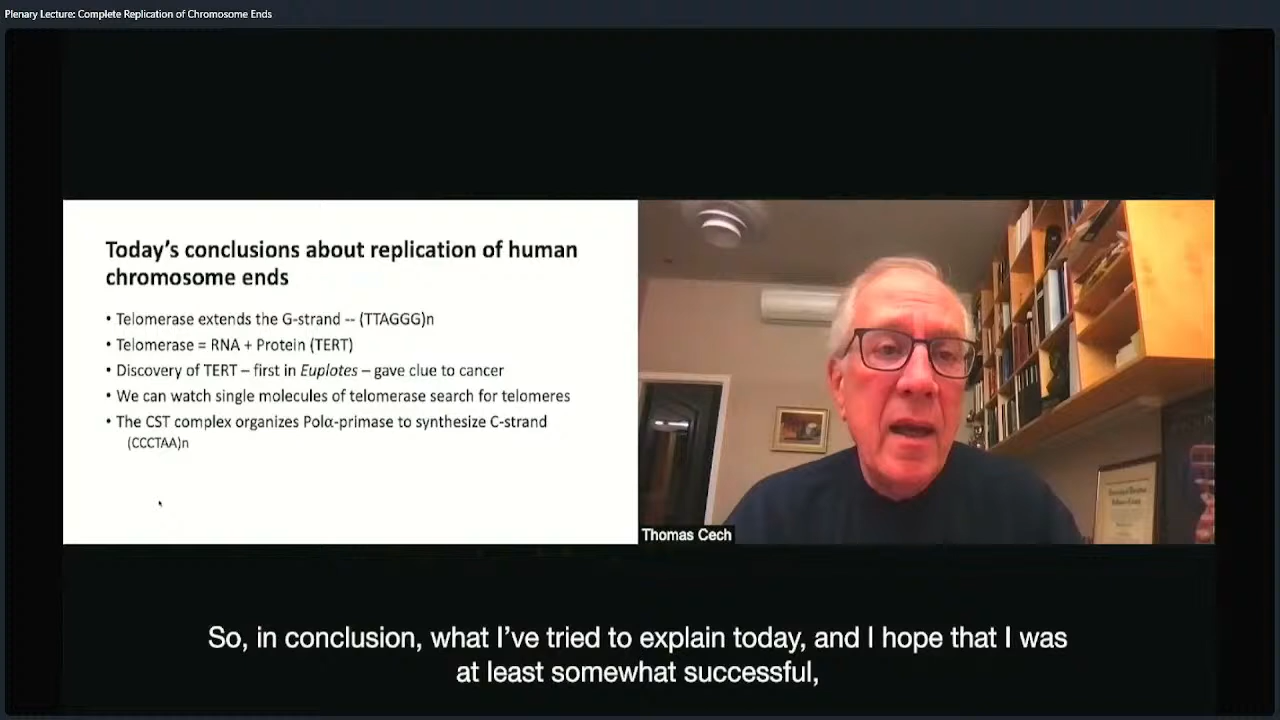 Plenary Lecture: Complete Replication of Chromosome Ends
Today's conclusions about replication of human
chromosome ends
• Telomerase extends the G-strand -- (TTAGGG)n
• Telomerase = RNA + Protein (TERT)
• Discovery of TERT – first in Euplotes – gave clue to cancer
• We can watch single molecules of telomerase search for telomeres
• The CST complex organizes Polα-primase to synthesize C-strand
(CCCTAA)n
Thomas Cech
So, in conclusion, what I've tried to explain today, and I hope that I was
at least somewhat successful,